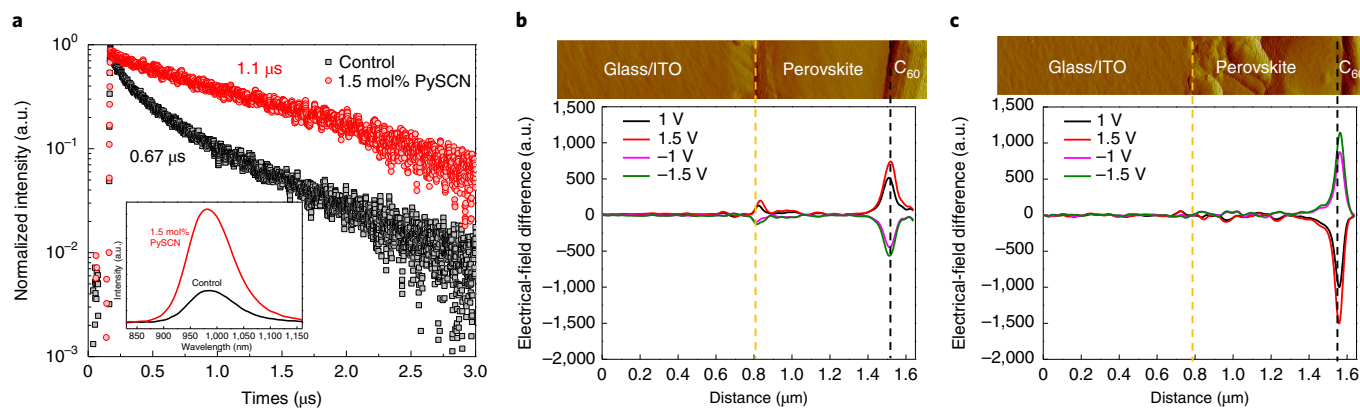 a
Normalized intensity (a.u.)
10⁰
10⁻¹
10⁻²
10⁻³
Control
1.5 mol% PySCN
1.1 μs
0.67 μs
Intensity (a.u.)
1.5 mol%
PySCN
Control
850 900 950 1,000 1,050 1,100 1,150
Wavelength (nm)
0 0.5 1.0 1.5 2.0 2.5 3.0
Times (μs)
b
Glass/ITO Perovskite C₆₀
Electrical-field difference (a.u.)
1,500
1,000
500
0
–500
–1,000
–1,500
–2,000
1 V
1.5 V
–1 V
–1.5 V
0 0.2 0.4 0.6 0.8 1.0 1.2 1.4 1.6
Distance (μm)
c
Glass/ITO Perovskite C₆₀
Electrical-field difference (a.u.)
1,500
1,000
500
0
–500
–1,000
–1,500
–2,000
1 V
1.5 V
–1 V
–1.5 V
0 0.2 0.4 0.6 0.8 1.0 1.2 1.4 1.6
Distance (μm)